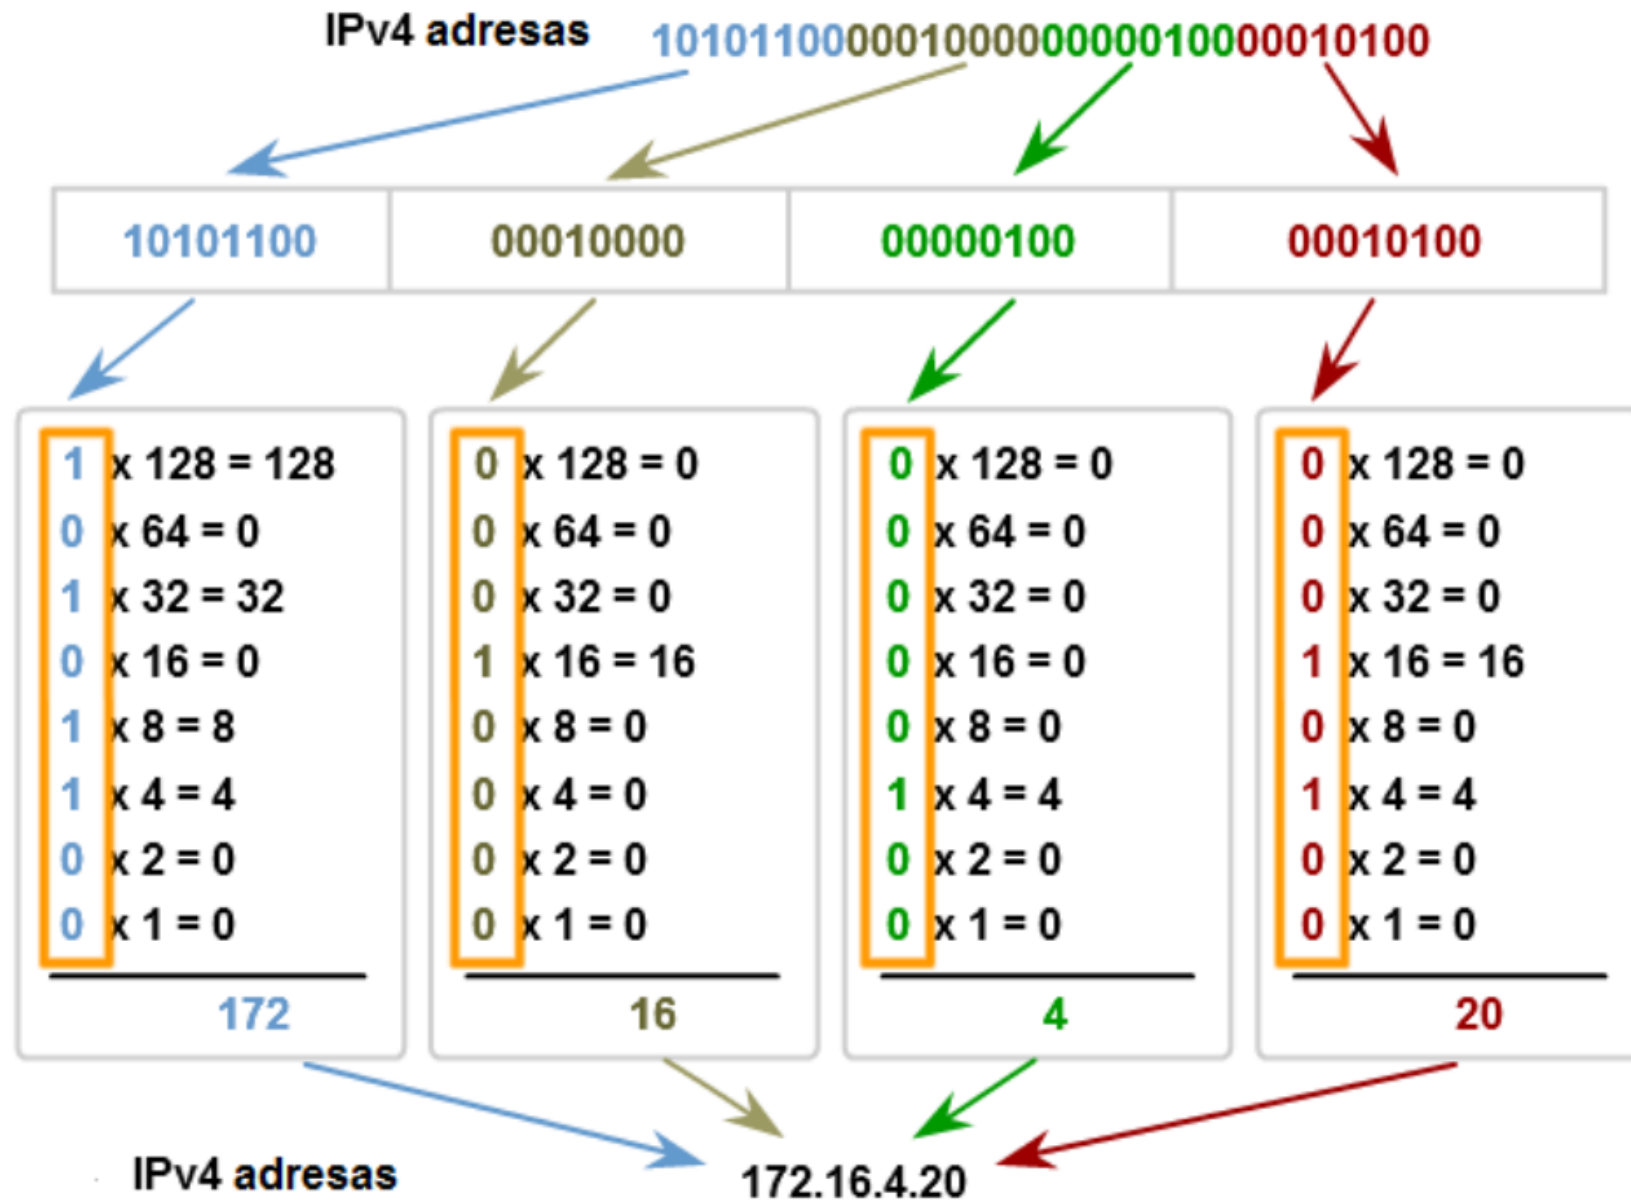 IPv4 adresas
10101100000100000000010000010100
10101100
00010000
00000100
00010100
1 x 128 = 128
0 x 64 = 0
1 x 32 = 32
0 x 16 = 0
1 x 8 = 8
1 x 4 = 4
0 x 2 = 0
0 x 1 = 0
172
0 x 128 = 0
0 x 64 = 0
0 x 32 = 0
1 x 16 = 16
0 x 8 = 0
0 x 4 = 0
0 x 2 = 0
0 x 1 = 0
16
0 x 128 = 0
0 x 64 = 0
0 x 32 = 0
0 x 16 = 0
0 x 8 = 0
1 x 4 = 4
0 x 2 = 0
0 x 1 = 0
4
0 x 128 = 0
0 x 64 = 0
0 x 32 = 0
1 x 16 = 16
0 x 8 = 0
1 x 4 = 4
0 x 2 = 0
0 x 1 = 0
20
IPv4 adresas
172.16.4.20